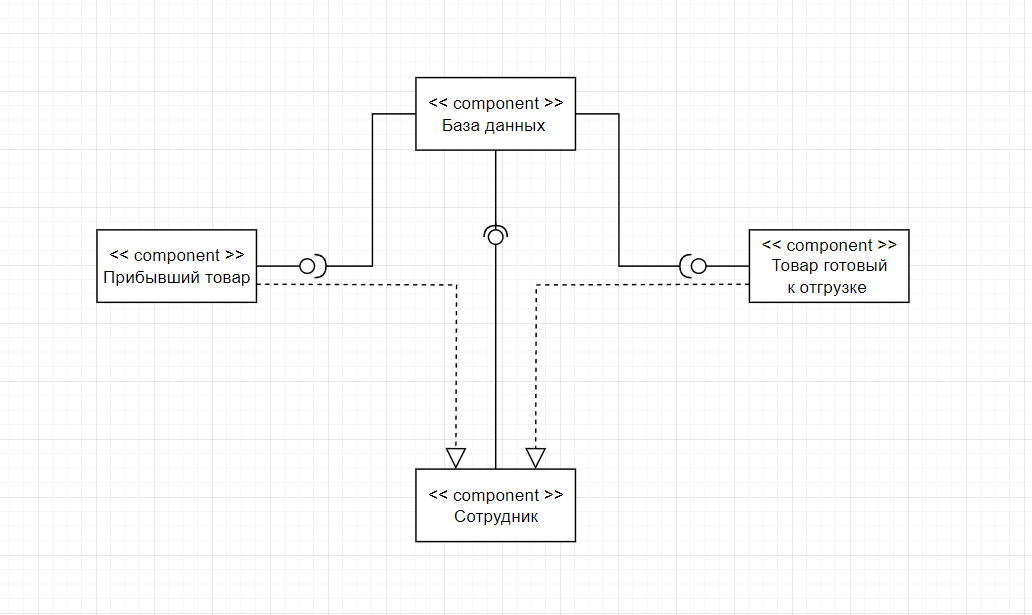 << component >>
База данных
<< component >>
Прибывший товар
<< component >>
Товар готовый
к отгрузке
<< component >>
Сотрудник